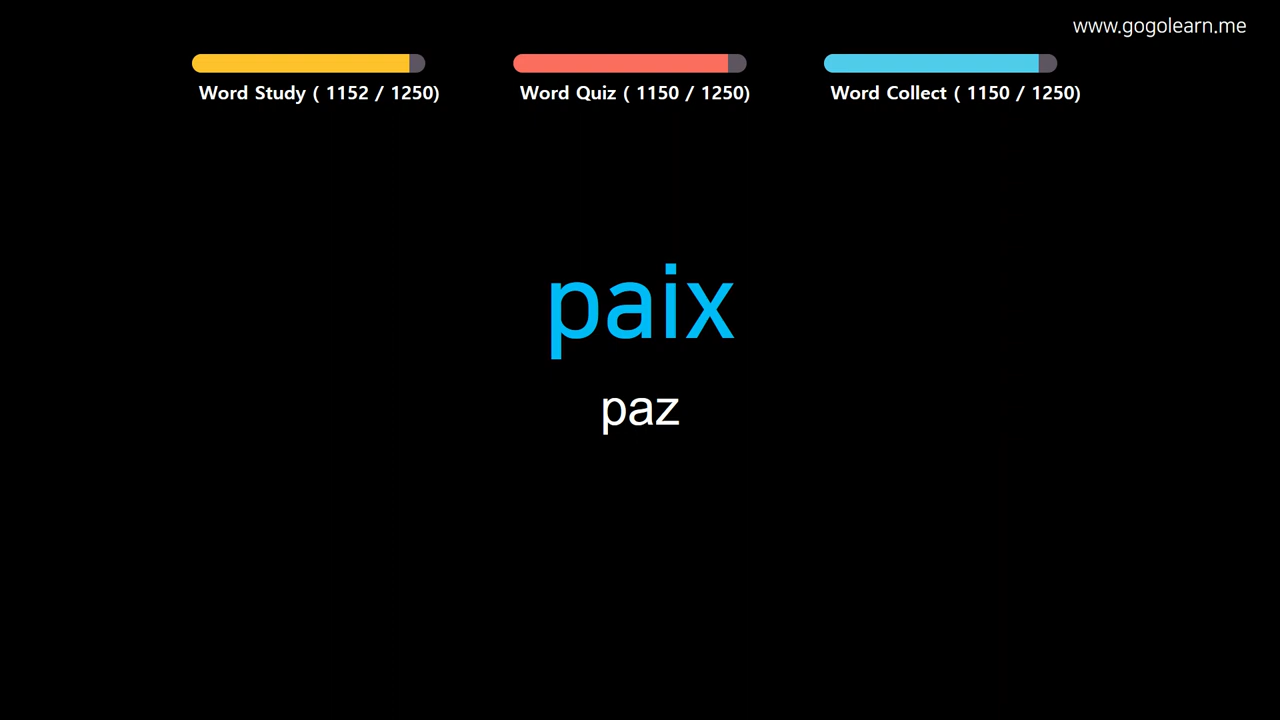 www.gogolearn.me
Word Study ( 1152 / 1250)
Word Quiz ( 1150 / 1250)
Word Collect ( 1150 / 1250)
paix
paz